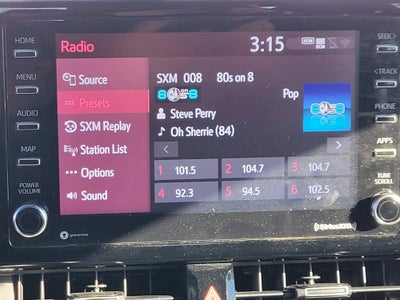 HOME
MENU
AUDIO
MAP
POWER
VOLUME
Radio
3:15
Source
Presets
SXM Replay
Station List
Options
Sound
SXM 008 80s on 8
8 8
Pop
Steve Perry
Oh Sherrie (84)
1 101.5
2 104.7
3 104.7
4 92.3
5 94.5
6 102.5
SEEK>
<TRACK
PHONE
APPS
TUNE
SCROLL